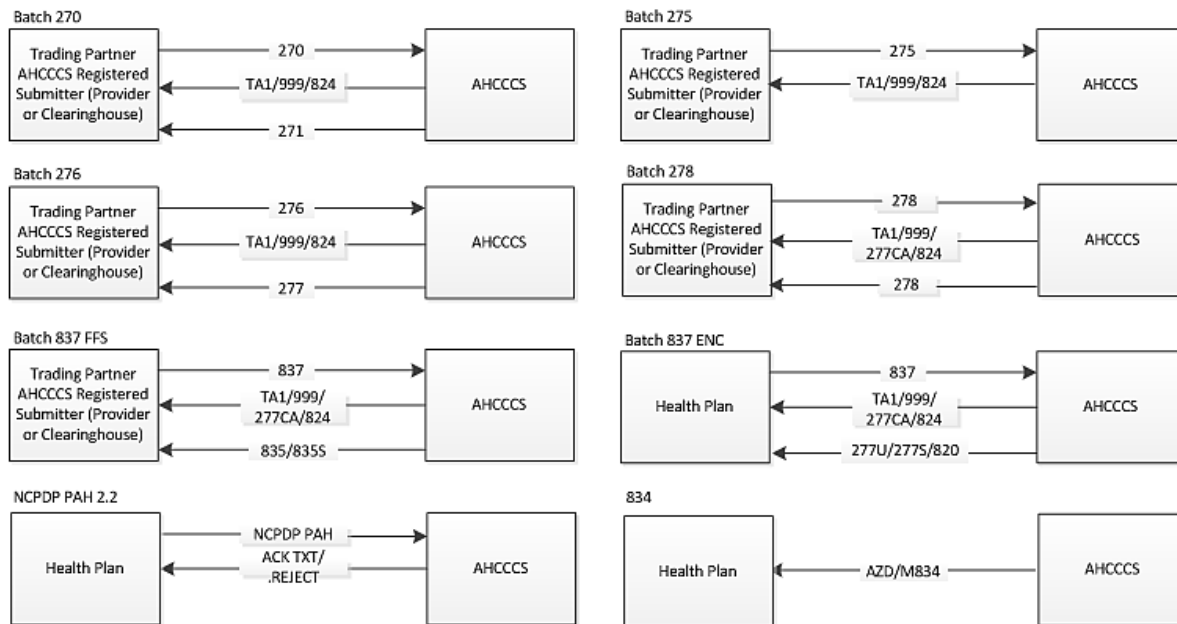 Batch 270
Trading Partner
AHCCCS Registered
Submitter (Provider
or Clearinghouse)
270
TA1/999/824
271
AHCCCS
Batch 275
Trading Partner
AHCCCS Registered
Submitter (Provider
or Clearinghouse)
275
TA1/999/824
AHCCCS
Batch 276
Trading Partner
AHCCCS Registered
Submitter (Provider
or Clearinghouse)
276
TA1/999/824
277
AHCCCS
Batch 278
Trading Partner
AHCCCS Registered
Submitter (Provider
or Clearinghouse)
278
TA1/999/
277CA/824
278
AHCCCS
Batch 837 FFS
Trading Partner
AHCCCS Registered
Submitter (Provider
or Clearinghouse)
837
TA1/999/
277CA/824
835/835S
AHCCCS
Batch 837 ENC
Health Plan
837
TA1/999/
277CA/824
277U/277S/820
AHCCCS
NCPDP PAH 2.2
Health Plan
NCPDP PAH
ACK TXT/
.REJECT
AHCCCS
834
Health Plan
AZD/M834
AHCCCS